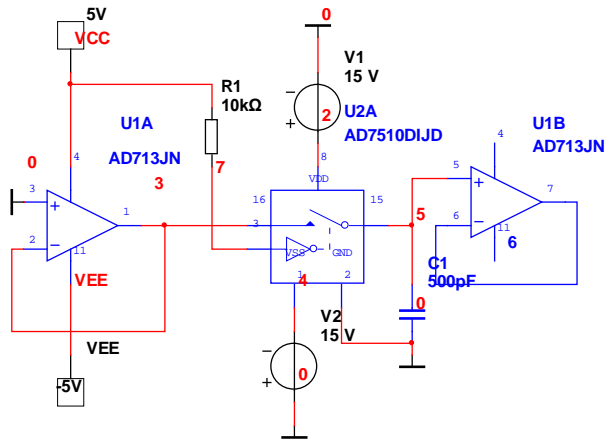 5V
VCC
0
V1
15 V
R1
10kΩ
U1A
AD713JN
2
U2A
AD7510DIJD
U1B
AD713JN
4
4
0
3
7
8
VDD
3
1
2
11
16
3
15
VSS
GND
1
2
4
5
5
6
7
4
11
6
VEE
C1
500pF
0
V2
15 V
VEE
0
-5V